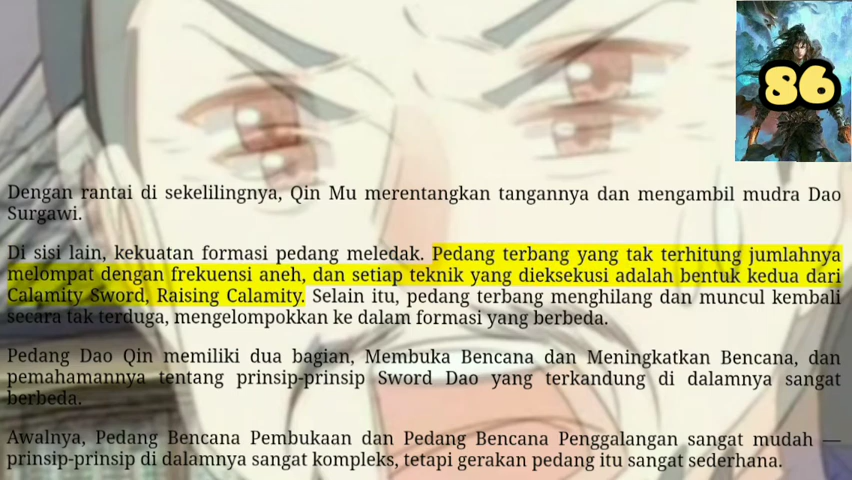 86
Dengan rantai di sekelilingnya, Qin Mu merentangkan tangannya dan mengambil mudra Dao
Surgawi.
Di sisi lain, kekuatan formasi pedang meledak. Pedang terbang yang tak terhitung jumlahnya
melompat dengan frekuensi aneh, dan setiap teknik yang dieksekusi adalah bentuk kedua dari
Calamity Sword, Raising Calamity. Selain itu, pedang terbang menghilang dan muncul kembali
secara tak terduga, mengelompokkan ke dalam formasi yang berbeda.
Pedang Dao Qin memiliki dua bagian, Membuka Bencana dan Meningkatkan Bencana, dan
pemahamannya tentang prinsip-prinsip Sword Dao yang terkandung di dalamnya sangat
berbeda.
Awalnya, Pedang Bencana Pembukaan dan Pedang Bencana Penggalangan sangat mudah —
prinsip-prinsip di dalamnya sangat kompleks, tetapi gerakan pedang itu sangat sederhana.